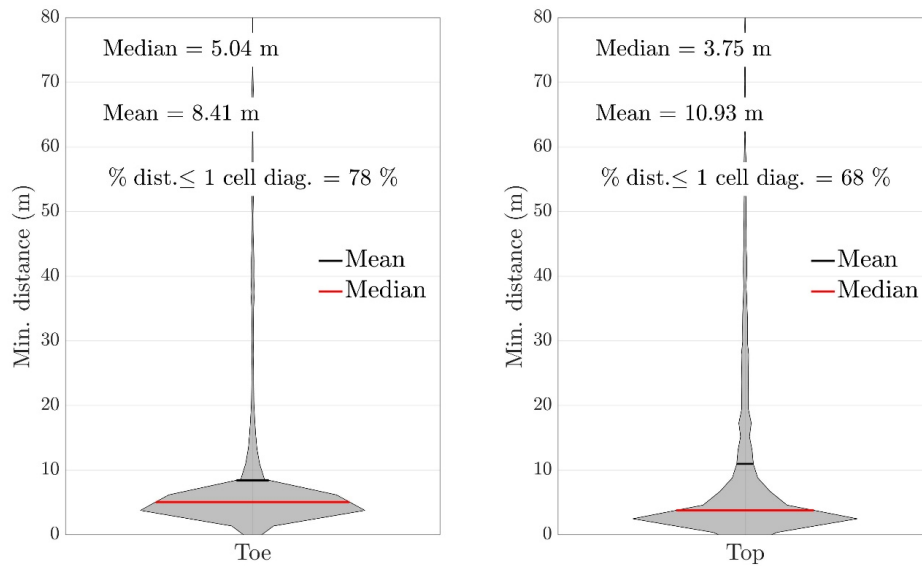 80
70
60
50
40
30
20
10
0
Min. distance (m)
Median = 5.04 m
Mean = 8.41 m
% dist.≤ 1 cell diag. = 78 %
Mean
Median
Toe
80
70
60
50
40
30
20
10
0
Min. distance (m)
Median = 3.75 m
Mean = 10.93 m
% dist.≤ 1 cell diag. = 68 %
Mean
Median
Top